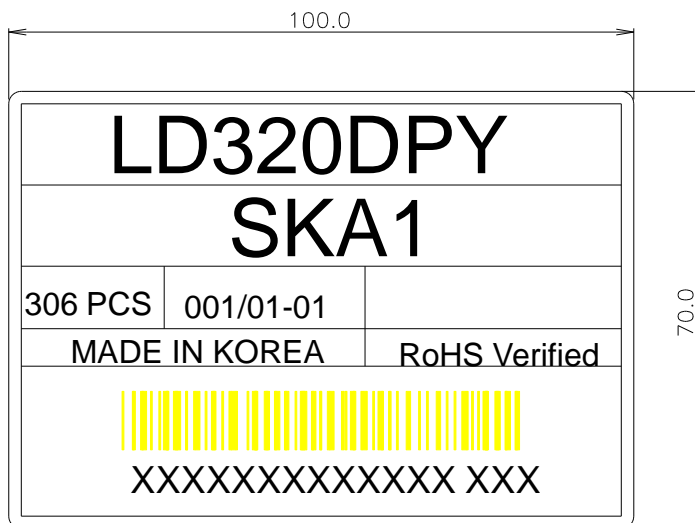 100.0
LD320DPY
SKA1
306 PCS 001/01-01
70.0
MADE IN KOREA RoHS Verified
XXXXXXXXXXXXX XXX